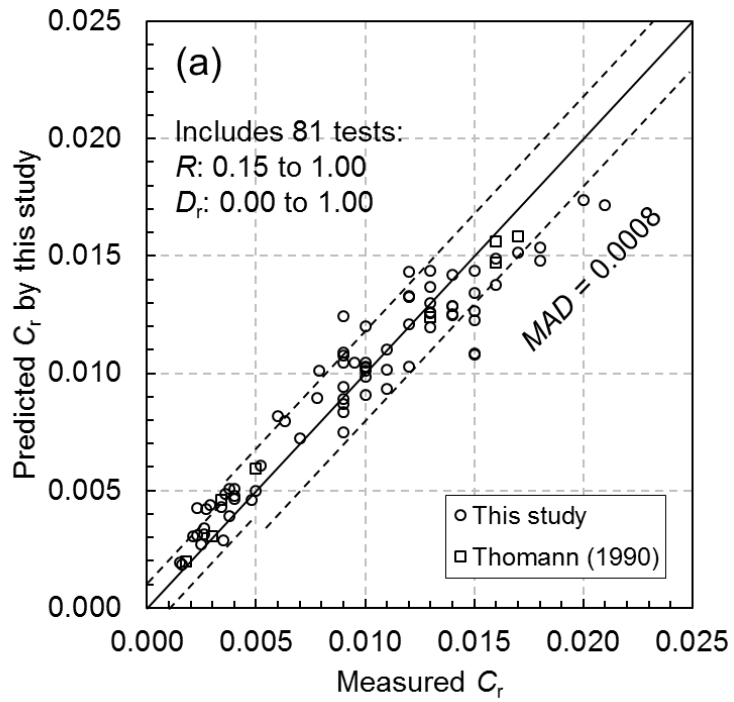 0.025
0.020
0.015
0.010
0.005
0.000
Predicted Cr by this study
(a)
Includes 81 tests:
R: 0.15 to 1.00
Dr: 0.00 to 1.00
MAD = 0.0008
This study
Thomann (1990)
0.000 0.005 0.010 0.015 0.020 0.025
Measured Cr